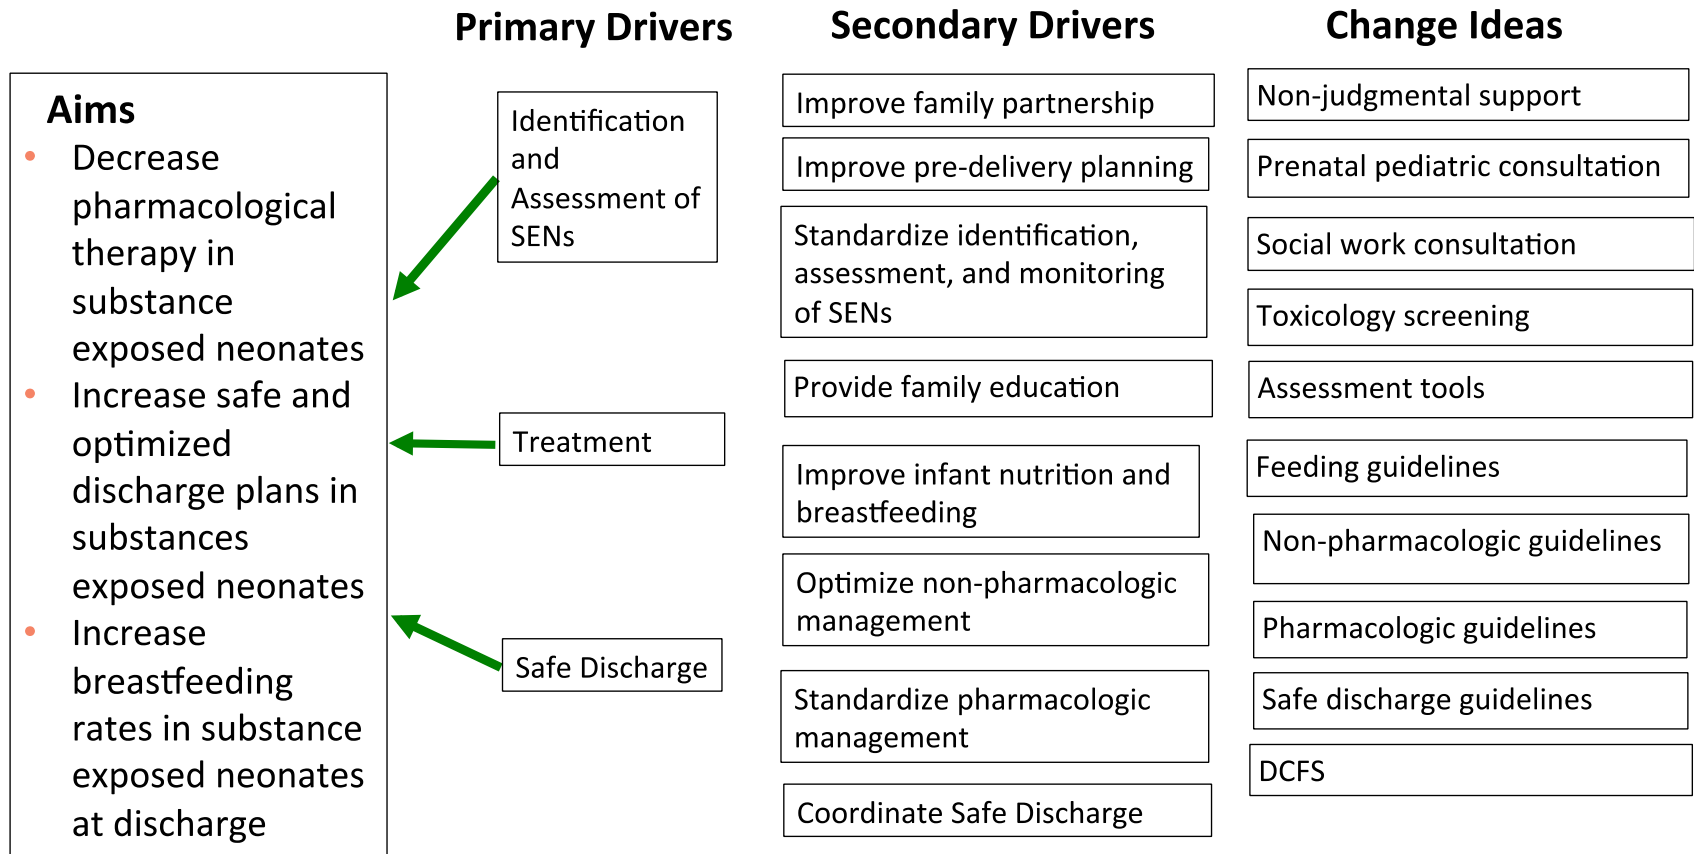 Primary Drivers
Secondary Drivers
Change Ideas
Aims
• Decrease
pharmacological
therapy in
substance
exposed neonates
• Increase safe and
optimized
discharge plans in
substances
exposed neonates
• Increase
breastfeeding
rates in substance
exposed neonates
at discharge
Identification
and
Assessment of
SENs
Treatment
Safe Discharge
Improve family partnership
Improve pre-delivery planning
Standardize identification,
assessment, and monitoring
of SENs
Provide family education
Improve infant nutrition and
breastfeeding
Optimize non-pharmacologic
management
Standardize pharmacologic
management
Coordinate Safe Discharge
Non-judgmental support
Prenatal pediatric consultation
Social work consultation
Toxicology screening
Assessment tools
Feeding guidelines
Non-pharmacologic guidelines
Pharmacologic guidelines
Safe discharge guidelines
DCFS